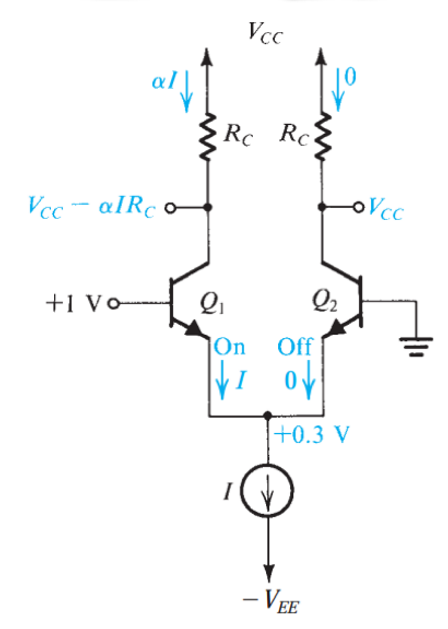 V_CC
αI 0
R_C R_C
V_CC − αIR_C V_CC
+1 V Q_1 Q_2
On Off
I 0
+0.3 V
I
−V_EE